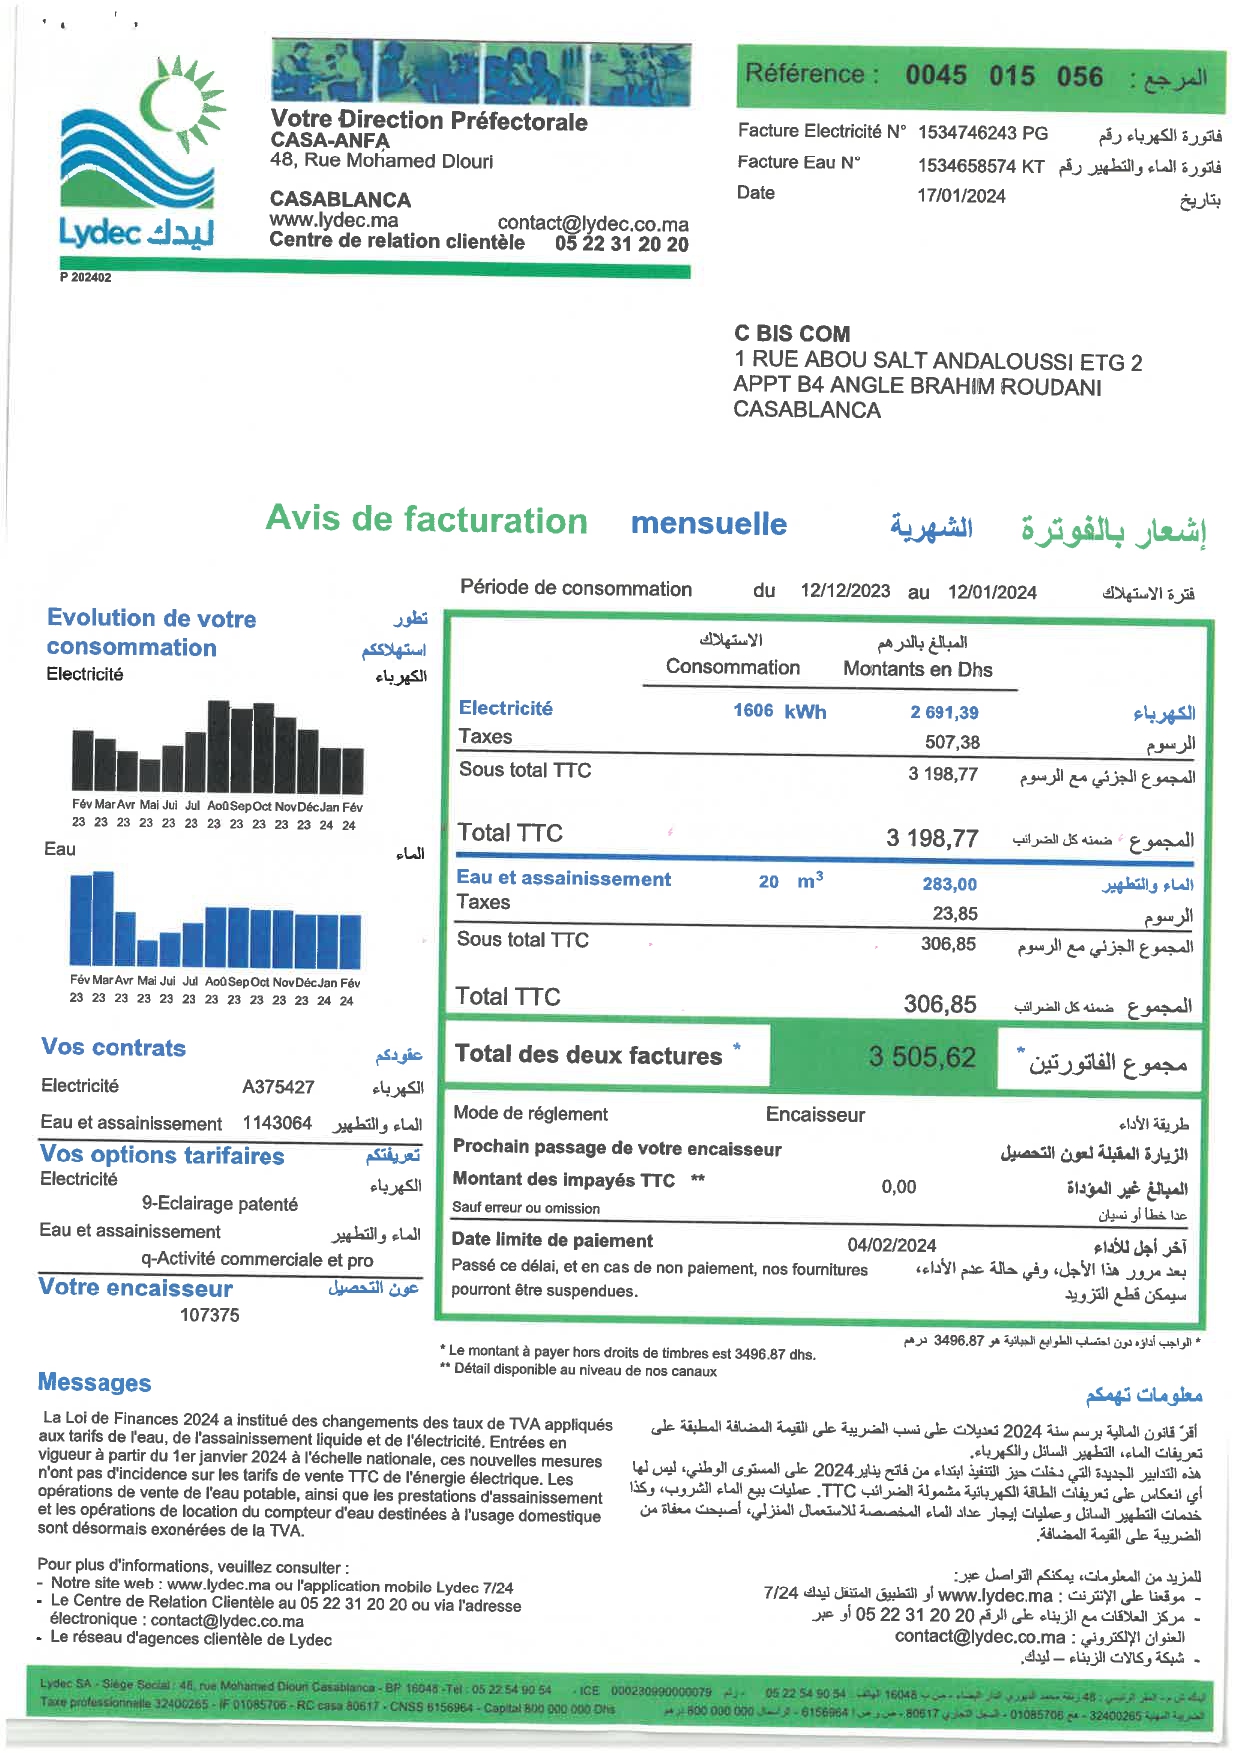 Lydec ليدك
P 202402
Votre Direction Préfectorale
CASA-ANFA
48, Rue Mohamed Diouri
CASABLANCA
www.lydec.ma contact@lydec.co.ma
Centre de relation clientèle 05 22 31 20 20
Référence : 0045 015 056 المرجع :
Facture Electricité N° 1534746243 PG فاتورة الكهرباء رقم
Facture Eau N° 1534658574 KT فاتورة الماء والتطهير رقم
Date 17/01/2024 بتاريخ
C BIS COM
1 RUE ABOU SALT ANDALOUSSI ETG 2
APPT B4 ANGLE BRAHIM ROUDANI
CASABLANCA
Avis de facturation mensuelle إشعار بالفوترة الشهرية
Période de consommation du 12/12/2023 au 12/01/2024 فترة الاستهلاك
Evolution de votre تطور
consommation استهلاككم
Electricité الكهرباء
Fév Mar Avr Mai Jui Jul Aoû Sep Oct Nov Déc Jan Fév
23 23 23 23 23 23 23 23 23 23 23 24 24
Eau الماء
Fév Mar Avr Mai Jui Jul Aoû Sep Oct Nov Déc Jan Fév
23 23 23 23 23 23 23 23 23 23 23 24 24
Vos contrats عقودكم
Electricité A375427 الكهرباء
Eau et assainissement 1143064 الماء والتطهير
Vos options tarifaires تعريفتكم
Electricité الكهرباء
9-Eclairage patenté
Eau et assainissement الماء والتطهير
q-Activité commerciale et pro
Votre encaisseur عون التحصيل
107375
الاستهلاك المبالغ بالدرهم
Consommation Montants en Dhs
Electricité 1606 kWh 2 691,39 الكهرباء
Taxes 507,38 الرسوم
Sous total TTC 3 198,77 المجموع الجزئي مع الرسوم
Total TTC 3 198,77 المجموع ضمنه كل الضرائب
Eau et assainissement 20 m³ 283,00 الماء والتطهير
Taxes 23,85 الرسوم
Sous total TTC 306,85 المجموع الجزئي مع الرسوم
Total TTC 306,85 المجموع ضمنه كل الضرائب
Total des deux factures * 3 505,62 مجموع الفاتورتين *
Mode de réglement Encaisseur طريقة الأداء
Prochain passage de votre encaisseur الزيارة المقبلة لعون التحصيل
Montant des impayés TTC ** 0,00 المبالغ غير المؤداة
Sauf erreur ou omission عدا خطأ أو نسيان
Date limite de paiement 04/02/2024 آخر أجل للأداء
Passé ce délai, et en cas de non paiement, nos fournitures بعد مرور هذا الأجل، وفي حالة عدم الأداء،
pourront être suspendues. سيمكن قطع التزويد
* Le montant à payer hors droits de timbres est 3496.87 dhs. * الواجب أداؤه دون احتساب الطوابع الجبائية هو 3496.87 درهم
** Détail disponible au niveau de nos canaux
Messages
La Loi de Finances 2024 a institué des changements des taux de TVA appliqués
aux tarifs de l'eau, de l'assainissement liquide et de l'électricité. Entrées en
vigueur à partir du 1er janvier 2024 à l'échelle nationale, ces nouvelles mesures
n'ont pas d'incidence sur les tarifs de vente TTC de l'énergie électrique. Les
opérations de vente de l'eau potable, ainsi que les prestations d'assainissement
et les opérations de location du compteur d'eau destinées à l'usage domestique
sont désormais exonérées de la TVA.
Pour plus d'informations, veuillez consulter :
- Notre site web : www.lydec.ma ou l'application mobile Lydec 7/24
- Le Centre de Relation Clientèle au 05 22 31 20 20 ou via l'adresse
électronique : contact@lydec.co.ma
- Le réseau d'agences clientèle de Lydec
معلومات تهمكم
أقرّ قانون المالية برسم سنة 2024 تعديلات على نسب الضريبة على القيمة المضافة المطبقة على
تعريفات الماء، التطهير السائل والكهرباء.
هذه التدابير الجديدة التي دخلت حيز التنفيذ ابتداء من فاتح يناير 2024 على المستوى الوطني، ليس لها
أي انعكاس على تعريفات الطاقة الكهربائية مشمولة الضرائب TTC. عمليات بيع الماء الشروب، وكذا
خدمات التطهير السائل وعمليات إيجار عداد الماء المخصصة للاستعمال المنزلي، أصبحت معفاة من
الضريبة على القيمة المضافة.
للمزيد من المعلومات، يمكنكم التواصل عبر:
- موقعنا على الإنترنت : www.lydec.ma أو التطبيق المتنقل ليدك 7/24
- مركز العلاقات مع الزبناء على الرقم 05 22 31 20 20 أو عبر
العنوان الإلكتروني : contact@lydec.co.ma
- شبكة وكالات الزبناء – ليدك.
Lydec SA - Siège Social : 48, rue Mohamed Diouri Casablanca - BP 16048 -Tél : 05 22 54 90 54 - ICE 000230990000079
Taxe professionnelle 32400265 - IF 01085706 - RC casa 80617 - CNSS 6156964 - Capital 800 000 000 Dhs